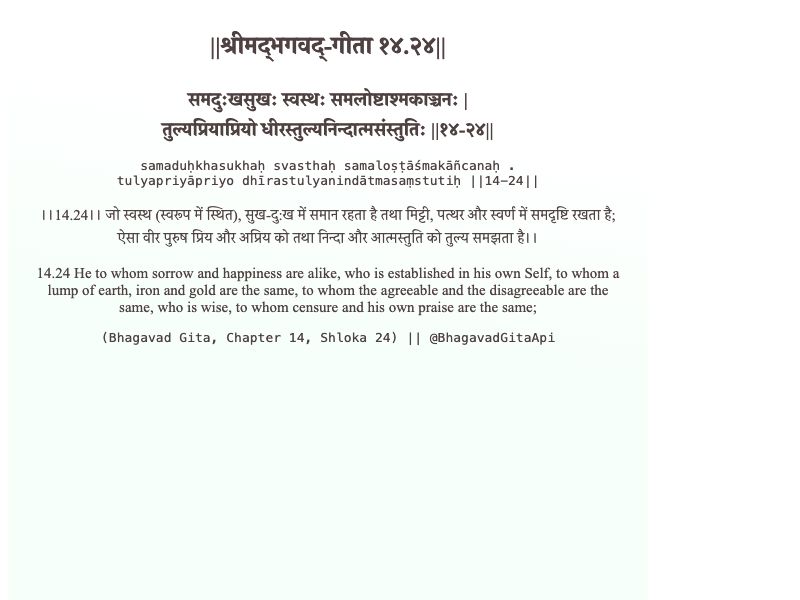 ||श्रीमद्‍भगवद्‍-गीता १४.२४||
समदुःखसुखः स्वस्थः समलोष्टाश्मकाञ्चनः |
तुल्यप्रियाप्रियो धीरस्तुल्यनिन्दात्मसंस्तुतिः ||१४-२४||
samaduḥkhasukhaḥ svasthaḥ samaloṣṭāśmakāñcanaḥ .
tulyapriyāpriyo dhīrastulyanindātmasaṃstutiḥ ||14-24||
।।14.24।। जो स्वस्थ (स्वरूप में स्थित), सुख-दु:ख में समान रहता है तथा मिट्टी, पत्थर और स्वर्ण में समदृष्टि रखता है;
ऐसा वीर पुरुष प्रिय और अप्रिय को तथा निन्दा और आत्मस्तुति को तुल्य समझता है।।
14.24 He to whom sorrow and happiness are alike, who is established in his own Self, to whom a
lump of earth, iron and gold are the same, to whom the agreeable and the disagreeable are the
same, who is wise, to whom censure and his own praise are the same;
(Bhagavad Gita, Chapter 14, Shloka 24) || @BhagavadGitaApi